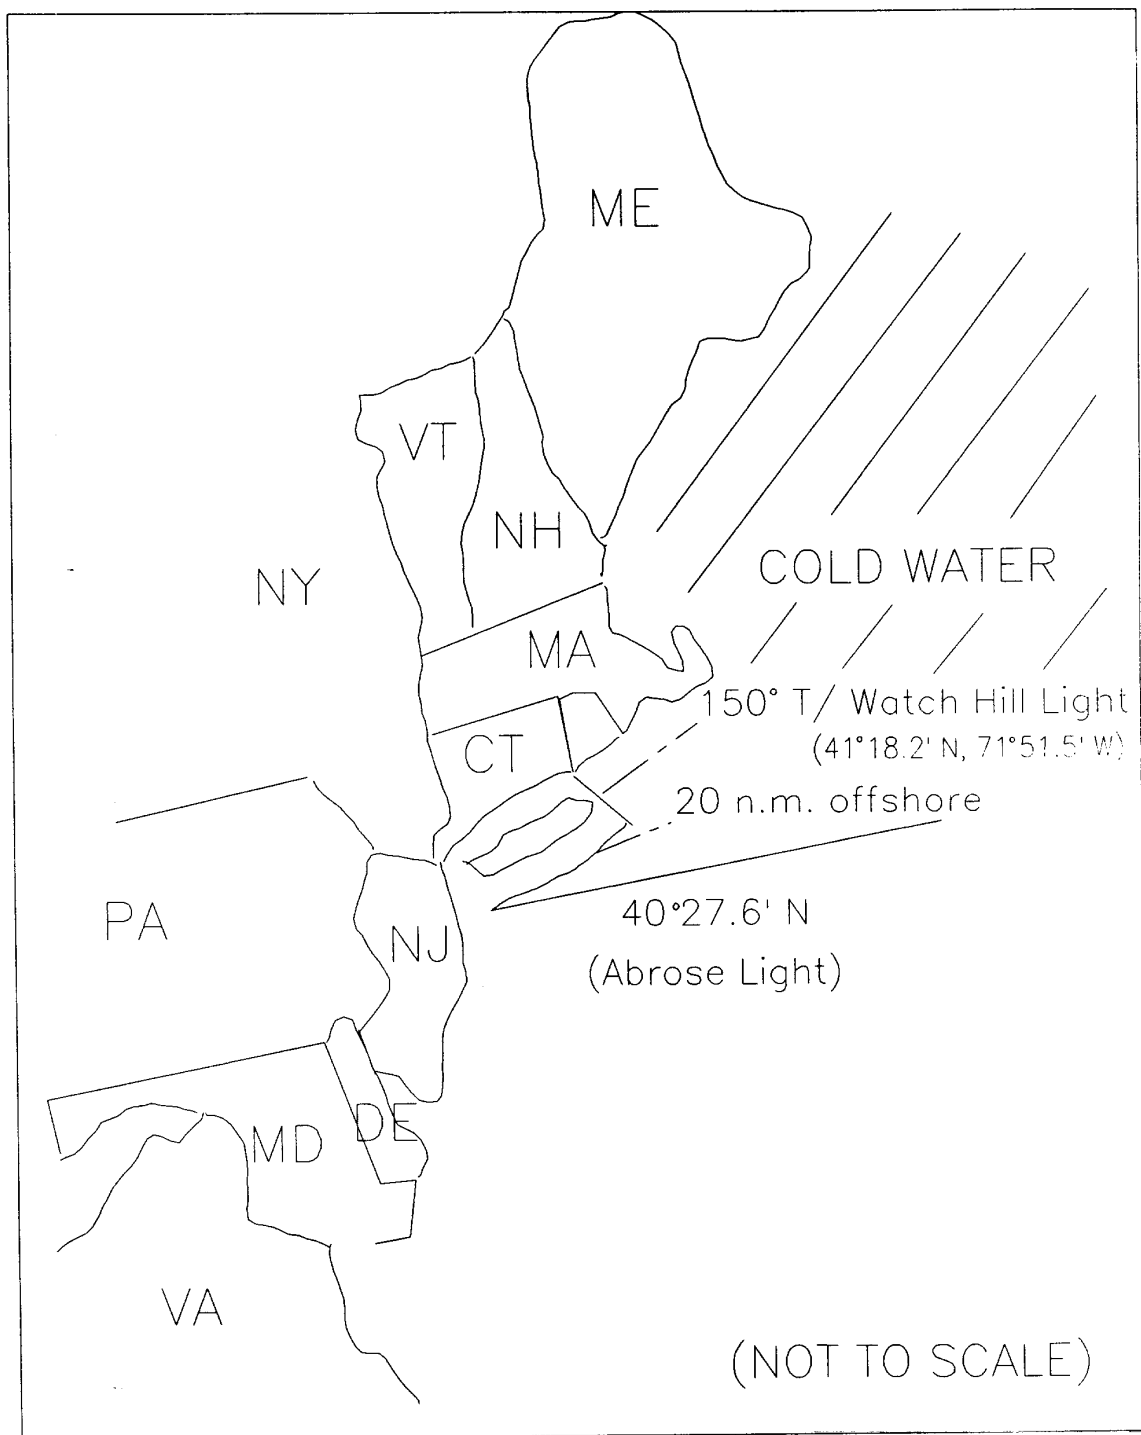 ME
VT
NH
NY
COLD WATER
MA
150° T/ Watch Hill Light
(41°18.2' N, 71°51.5' W)
CT
20 n.m. offshore
PA
NJ
40°27.6' N
(Abrose Light)
DE
MD
VA
(NOT TO SCALE)